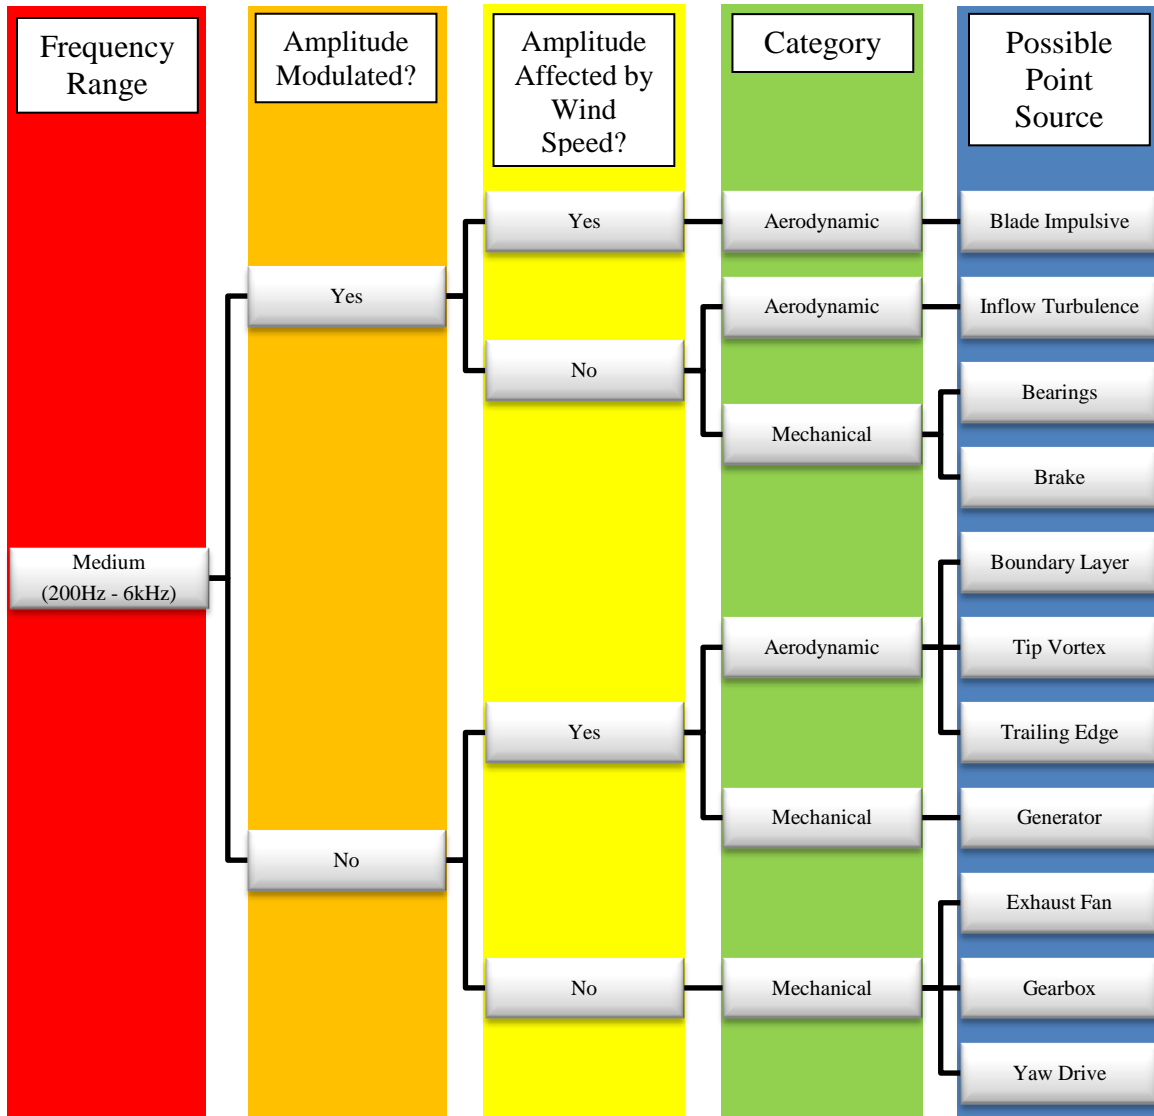 Frequency
Range
Amplitude
Modulated?
Amplitude
Affected by
Wind
Speed?
Category
Possible
Point
Source
Yes
Aerodynamic
Blade Impulsive
Yes
Aerodynamic
Inflow Turbulence
No
Bearings
Mechanical
Brake
Medium
(200Hz - 6kHz)
Boundary Layer
Aerodynamic
Tip Vortex
Yes
Trailing Edge
Mechanical
Generator
No
Exhaust Fan
No
Mechanical
Gearbox
Yaw Drive